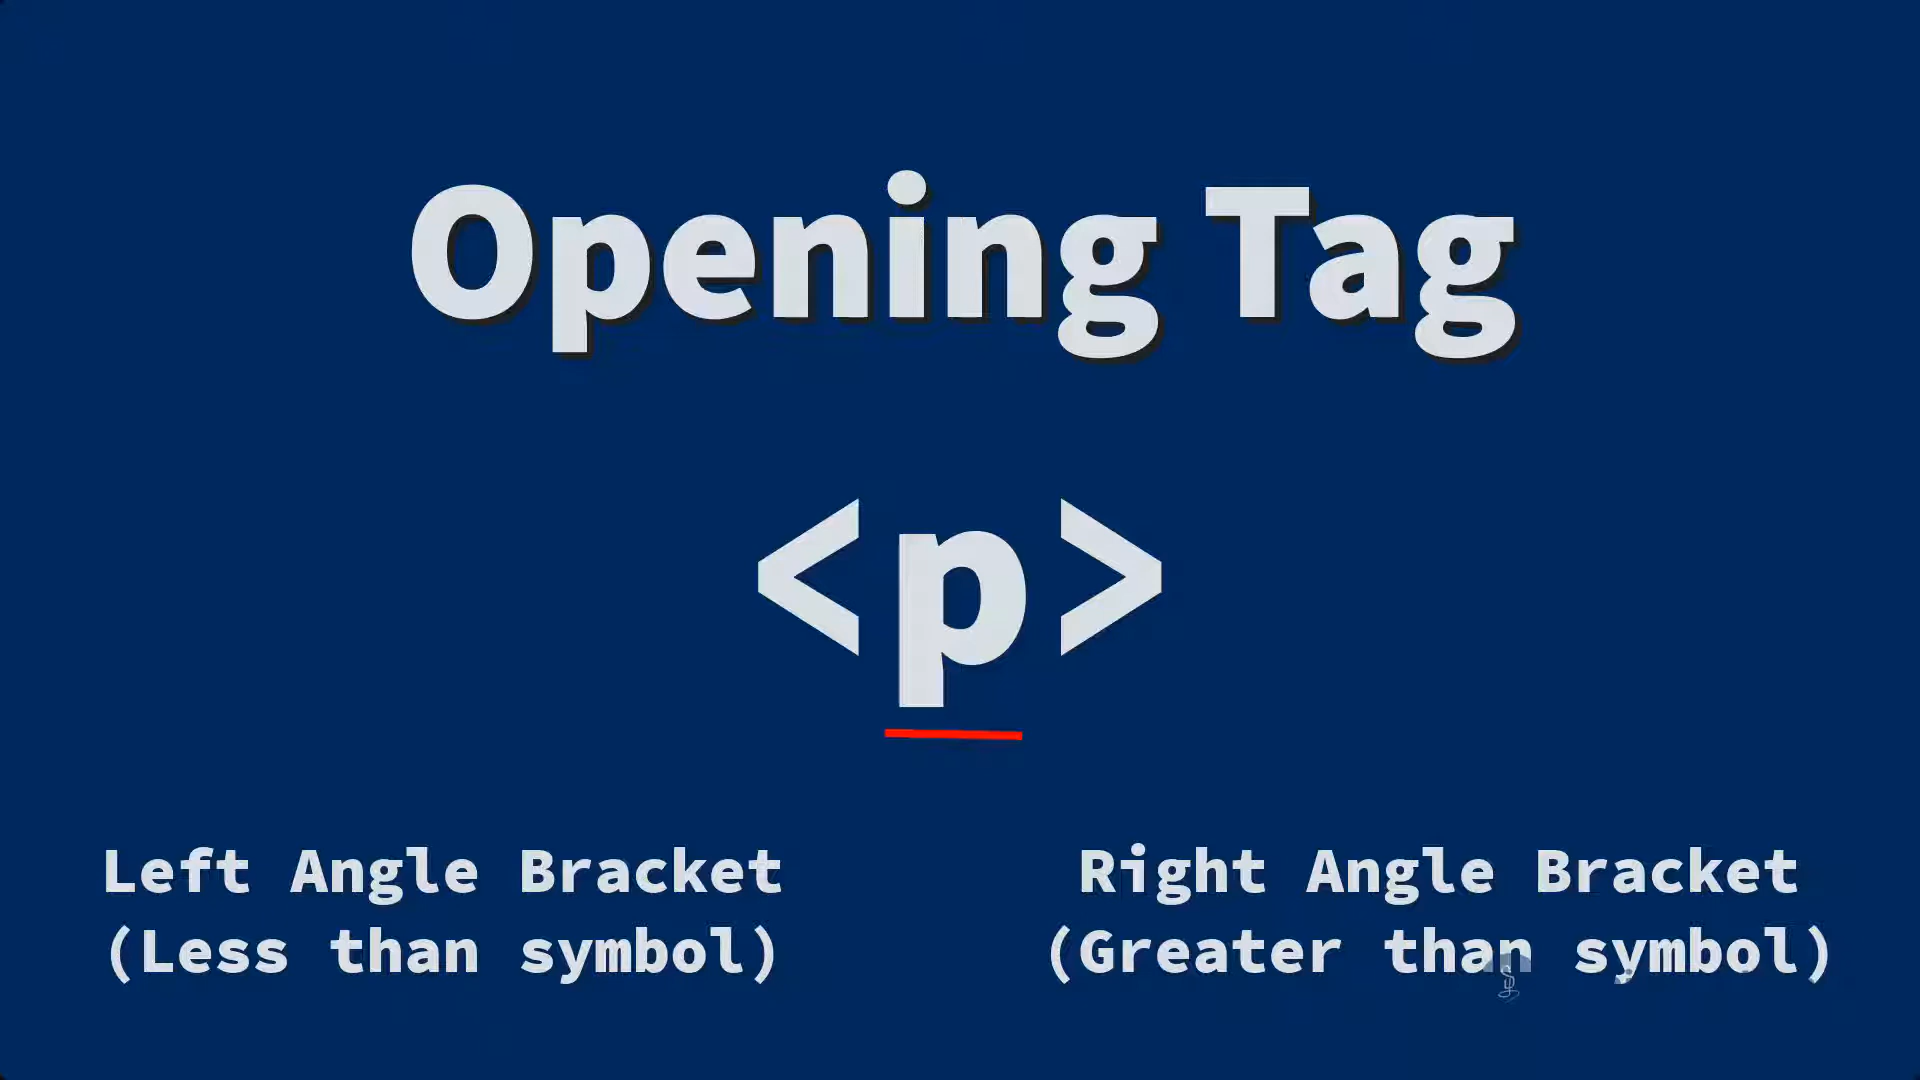 Opening Tag
<p>
Left Angle Bracket
(Less than symbol)
Right Angle Bracket
(Greater than symbol)